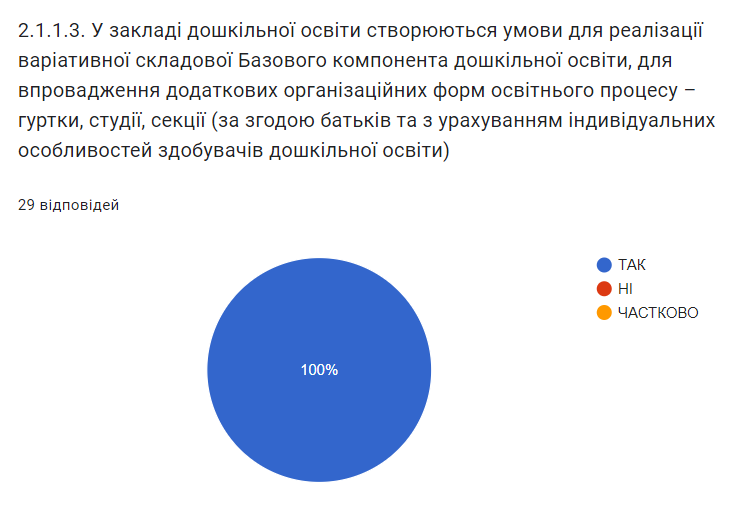 2.1.1.3. У закладі дошкільної освіти створюються умови для реалізації
варіативної складової Базового компонента дошкільної освіти, для
впровадження додаткових організаційних форм освітнього процесу –
гуртки, студії, секції (за згодою батьків та з урахуванням індивідуальних
особливостей здобувачів дошкільної освіти)
29 відповідей
ТАК
НІ
ЧАСТКОВО
100%